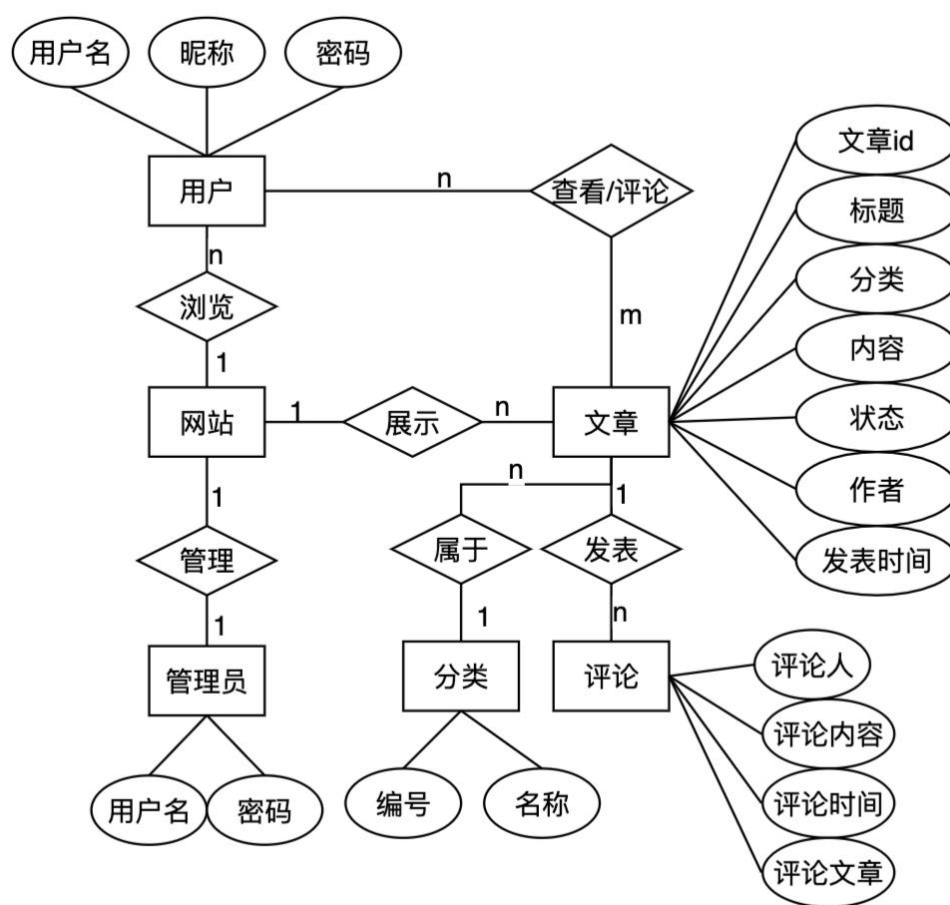 用户名
昵称
密码
用户
n
查看/评论
文章id
标题
分类
内容
状态
作者
发表时间
n
浏览
1
m
网站
1
展示
n
文章
1
管理
1
管理员
用户名
密码
n
属于
1
分类
编号
名称
1
发表
n
评论
评论人
评论内容
评论时间
评论文章